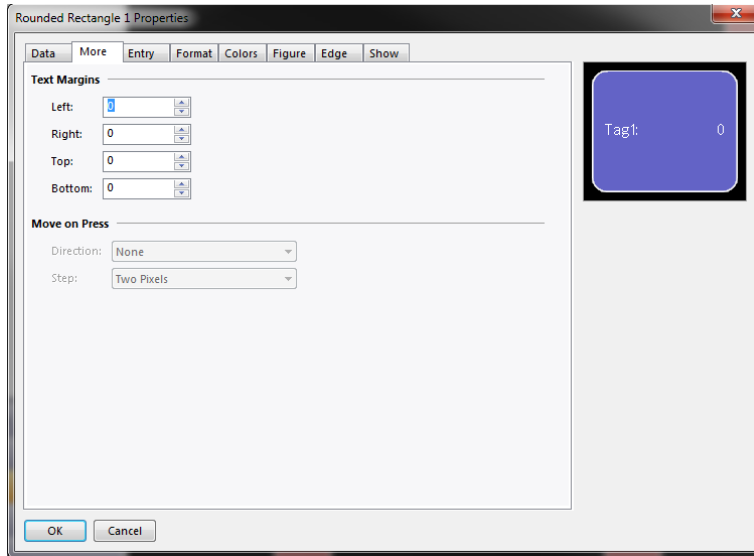 Rounded Rectangle 1 Properties
x
Data More Entry Format Colors Figure Edge Show
Text Margins
Left: 0
Right: 0
Top: 0
Bottom: 0
Move on Press
Direction: None
Step: Two Pixels
Tag1: 0
OK Cancel